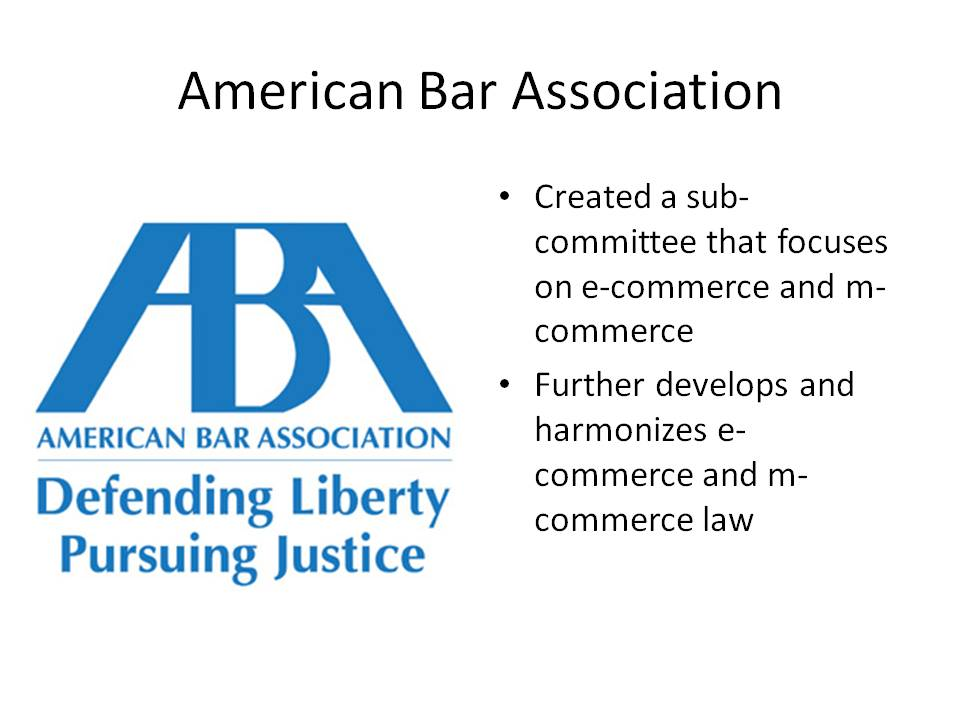 American Bar Association
ABA
AMERICAN BAR ASSOCIATION
Defending Liberty
Pursuing Justice
• Created a sub-
committee that focuses
on e-commerce and m-
commerce
• Further develops and
harmonizes e-
commerce and m-
commerce law